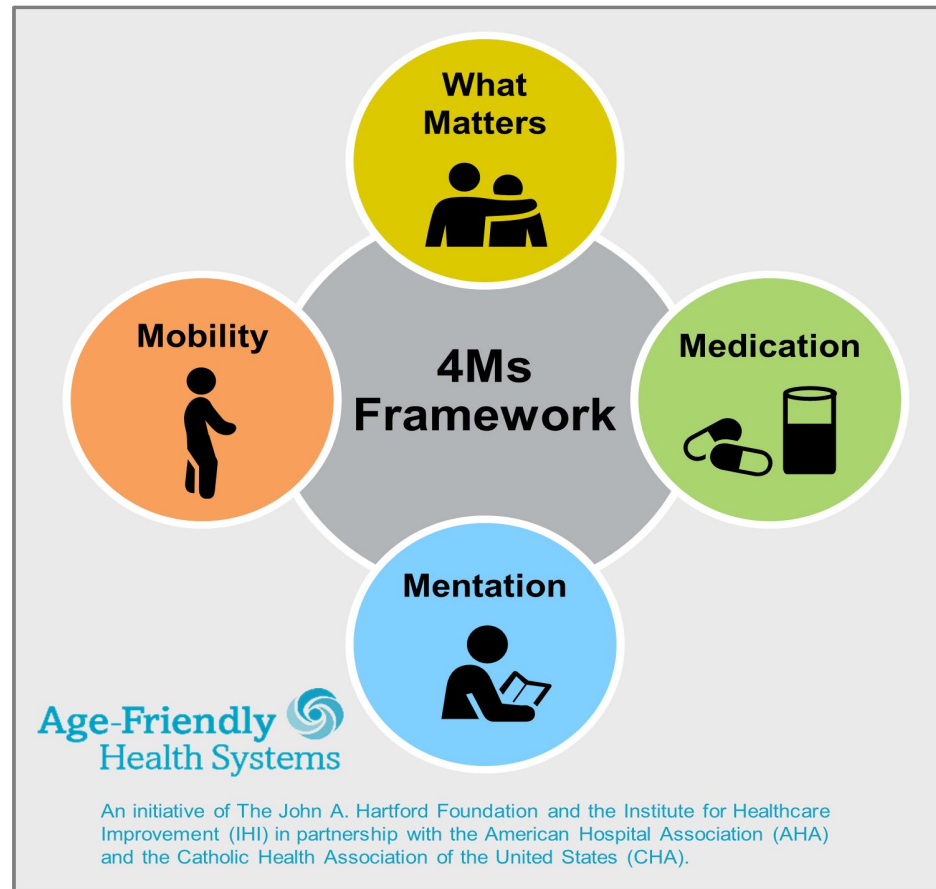 What
Matters
Mobility
4Ms
Framework
Medication
Mentation
Age-Friendly
Health Systems
An initiative of The John A. Hartford Foundation and the Institute for Healthcare
Improvement (IHI) in partnership with the American Hospital Association (AHA)
and the Catholic Health Association of the United States (CHA).